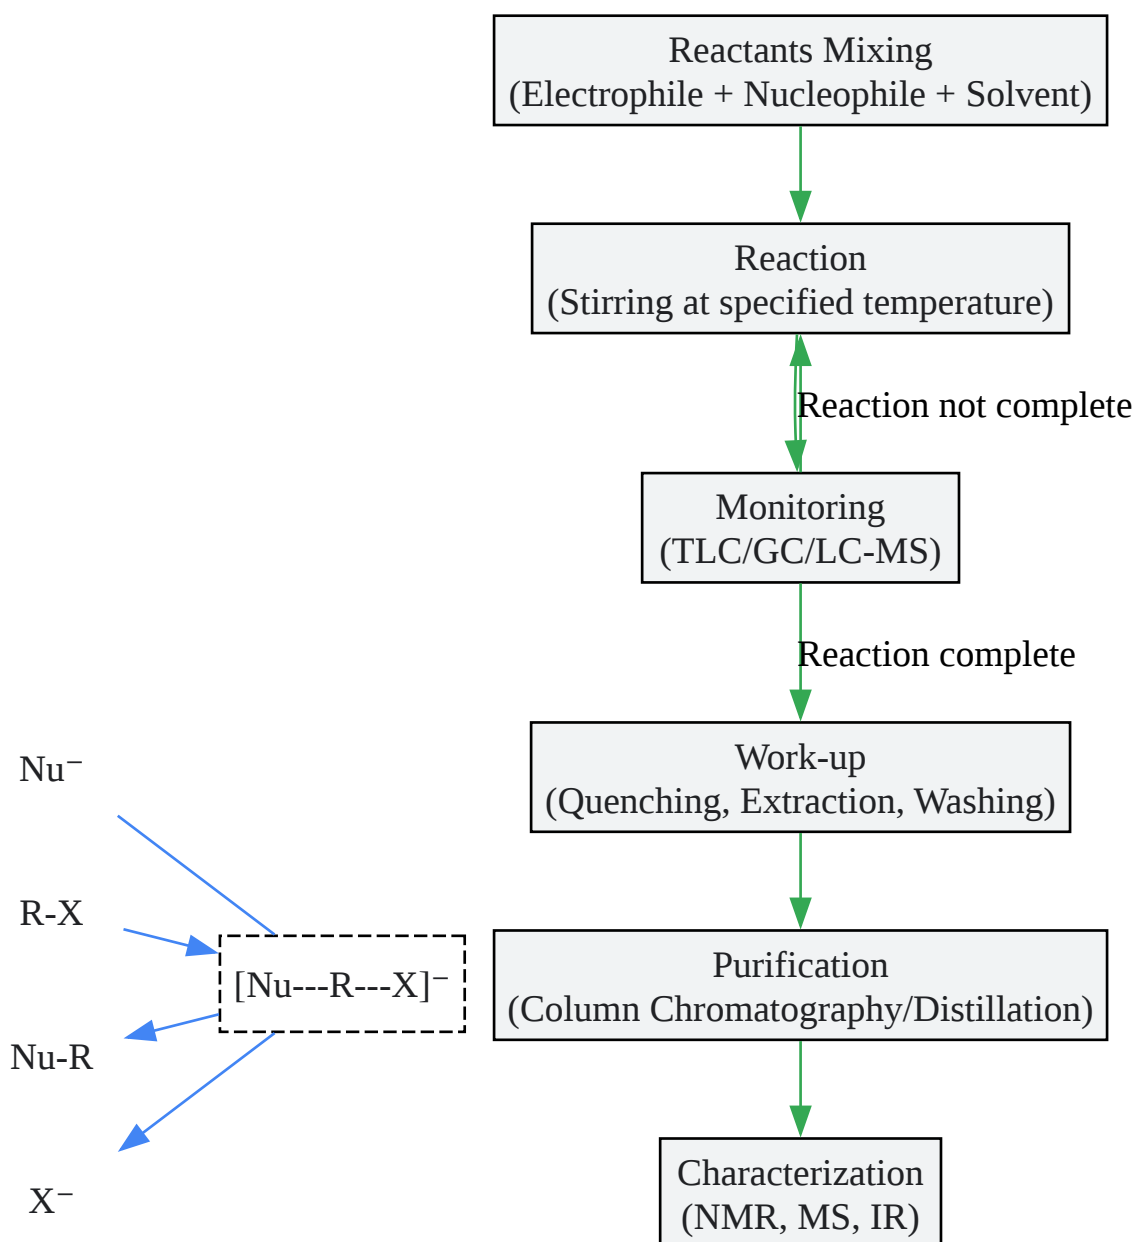 Reactants Mixing
(Electrophile + Nucleophile + Solvent)
Reaction
(Stirring at specified temperature)
Reaction not complete
Monitoring
(TLC/GC/LC-MS)
Reaction complete
Work-up
(Quenching, Extraction, Washing)
Purification
(Column Chromatography/Distillation)
Characterization
(NMR, MS, IR)
Nu⁻
R-X
[Nu---R---X]⁻
Nu-R
X⁻